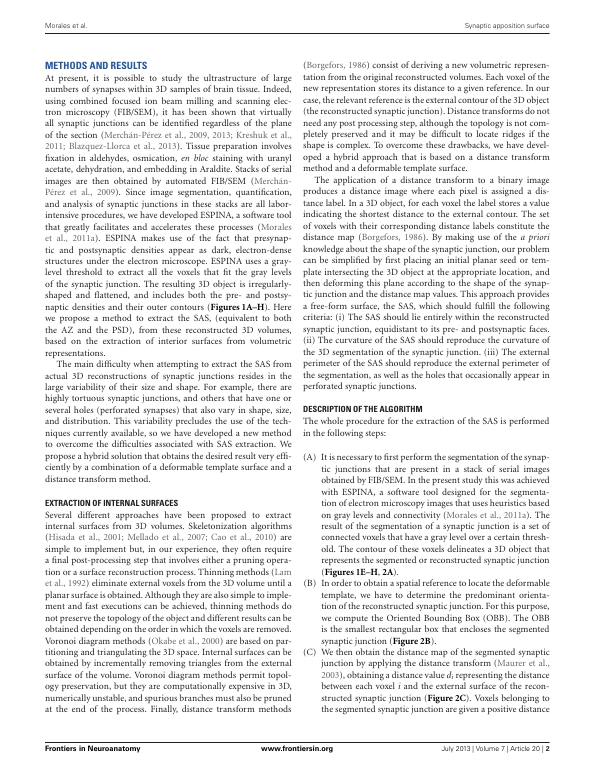 Morales et al.
Synaptic apposition surface
METHODS AND RESULTS
At present, it is possible to study the ultrastructure of large
numbers of synapses within 3D samples of brain tissue. Indeed,
using combined focused ion beam milling and scanning elec-
tron microscopy (FIB/SEM), it has been shown that virtually
all synaptic junctions can be identified regardless of the plane
of the section (Merchán-Pérez et al., 2009, 2013; Kreshuk et al.,
2011; Blazquez-Llorca et al., 2013). Tissue preparation involves
fixation in aldehydes, osmication, en bloc staining with uranyl
acetate, dehydration, and embedding in Araldite. Stacks of serial
images are then obtained by automated FIB/SEM (Merchán-
Pérez et al., 2009). Since image segmentation, quantification,
and analysis of synaptic junctions in these stacks are all labor-
intensive procedures, we have developed ESPINA, a software tool
that greatly facilitates and accelerates these processes (Morales
et al., 2011a). ESPINA makes use of the fact that presynap-
tic and postsynaptic densities appear as dark, electron-dense
structures under the electron microscope. ESPINA uses a gray-
level threshold to extract all the voxels that fit the gray levels
of the synaptic junction. The resulting 3D object is irregularly-
shaped and flattened, and includes both the pre- and postsy-
naptic densities and their outer contours (Figures 1A–H). Here
we propose a method to extract the SAS, (equivalent to both
the AZ and the PSD), from these reconstructed 3D volumes,
based on the extraction of interior surfaces from volumetric
representations.
The main difficulty when attempting to extract the SAS from
actual 3D reconstructions of synaptic junctions resides in the
large variability of their size and shape. For example, there are
highly tortuous synaptic junctions, and others that have one or
several holes (perforated synapses) that also vary in shape, size,
and distribution. This variability precludes the use of the tech-
niques currently available, so we have developed a new method
to overcome the difficulties associated with SAS extraction. We
propose a hybrid solution that obtains the desired result very effi-
ciently by a combination of a deformable template surface and a
distance transform method.
EXTRACTION OF INTERNAL SURFACES
Several different approaches have been proposed to extract
internal surfaces from 3D volumes. Skeletonization algorithms
(Hisada et al., 2001; Mellado et al., 2007; Cao et al., 2010) are
simple to implement but, in our experience, they often require
a final post-processing step that involves either a pruning opera-
tion or a surface reconstruction process. Thinning methods (Lam
et al., 1992) eliminate external voxels from the 3D volume until a
planar surface is obtained. Although they are also simple to imple-
ment and fast executions can be achieved, thinning methods do
not preserve the topology of the object and different results can be
obtained depending on the order in which the voxels are removed.
Voronoi diagram methods (Okabe et al., 2000) are based on par-
titioning and triangulating the 3D space. Internal surfaces can be
obtained by incrementally removing triangles from the external
surface of the volume. Voronoi diagram methods permit topol-
ogy preservation, but they are computationally expensive in 3D,
numerically unstable, and spurious branches must also be pruned
at the end of the process. Finally, distance transform methods
(Borgefors, 1986) consist of deriving a new volumetric represen-
tation from the original reconstructed volumes. Each voxel of the
new representation stores its distance to a given reference. In our
case, the relevant reference is the external contour of the 3D object
(the reconstructed synaptic junction). Distance transforms do not
need any post processing step, although the topology is not com-
pletely preserved and it may be difficult to locate ridges if the
shape is complex. To overcome these drawbacks, we have devel-
oped a hybrid approach that is based on a distance transform
method and a deformable template surface.
The application of a distance transform to a binary image
produces a distance image where each pixel is assigned a dis-
tance label. In a 3D object, for each voxel the label stores a value
indicating the shortest distance to the external contour. The set
of voxels with their corresponding distance labels constitute the
distance map (Borgefors, 1986). By making use of the a priori
knowledge about the shape of the synaptic junction, our problem
can be simplified by first placing an initial planar seed or tem-
plate intersecting the 3D object at the appropriate location, and
then deforming this plane according to the shape of the synap-
tic junction and the distance map values. This approach provides
a free-form surface, the SAS, which should fulfill the following
criteria: (i) The SAS should lie entirely within the reconstructed
synaptic junction, equidistant to its pre- and postsynaptic faces.
(ii) The curvature of the SAS should reproduce the curvature of
the 3D segmentation of the synaptic junction. (iii) The external
perimeter of the SAS should reproduce the external perimeter of
the segmentation, as well as the holes that occasionally appear in
perforated synaptic junctions.
DESCRIPTION OF THE ALGORITHM
The whole procedure for the extraction of the SAS is performed
in the following steps:
(A) It is necessary to first perform the segmentation of the synap-
tic junctions that are present in a stack of serial images
obtained by FIB/SEM. In the present study this was achieved
with ESPINA, a software tool designed for the segmenta-
tion of electron microscopy images that uses heuristics based
on gray levels and connectivity (Morales et al., 2011a). The
result of the segmentation of a synaptic junction is a set of
connected voxels that have a gray level over a certain thresh-
old. The contour of these voxels delineates a 3D object that
represents the segmented or reconstructed synaptic junction
(Figures 1E–H, 2A).
(B) In order to obtain a spatial reference to locate the deformable
template, we have to determine the predominant orienta-
tion of the reconstructed synaptic junction. For this purpose,
we compute the Oriented Bounding Box (OBB). The OBB
is the smallest rectangular box that encloses the segmented
synaptic junction (Figure 2B).
(C) We then obtain the distance map of the segmented synaptic
junction by applying the distance transform (Maurer et al.,
2003), obtaining a distance value di representing the distance
between each voxel i and the external surface of the recon-
structed synaptic junction (Figure 2C). Voxels belonging to
the segmented synaptic junction are given a positive distance
Frontiers in Neuroanatomy
www.frontiersin.org
July 2013 | Volume 7 | Article 20 | 2